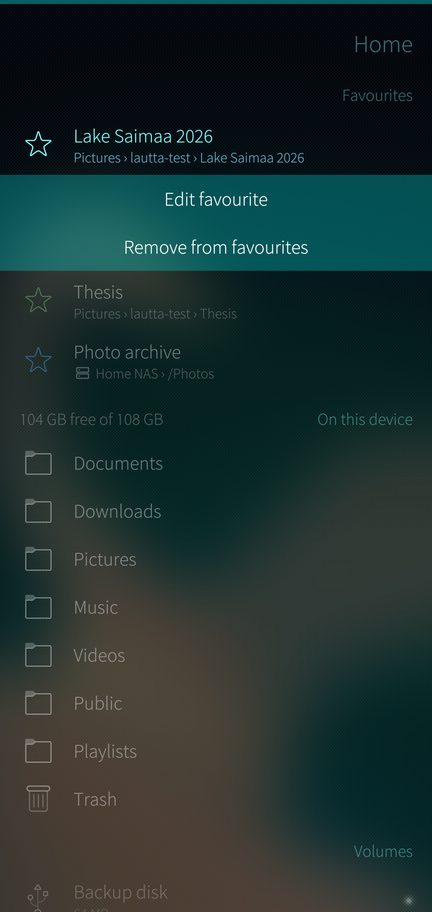 Home
Favourites
Lake Saimaa 2026
Pictures › lautta-test › Lake Saimaa 2026
Edit favourite
Remove from favourites
Thesis
Pictures › lautta-test › Thesis
Photo archive
Home NAS › /Photos
104 GB free of 108 GB On this device
Documents
Downloads
Pictures
Music
Videos
Public
Playlists
Trash
Volumes
Backup disk